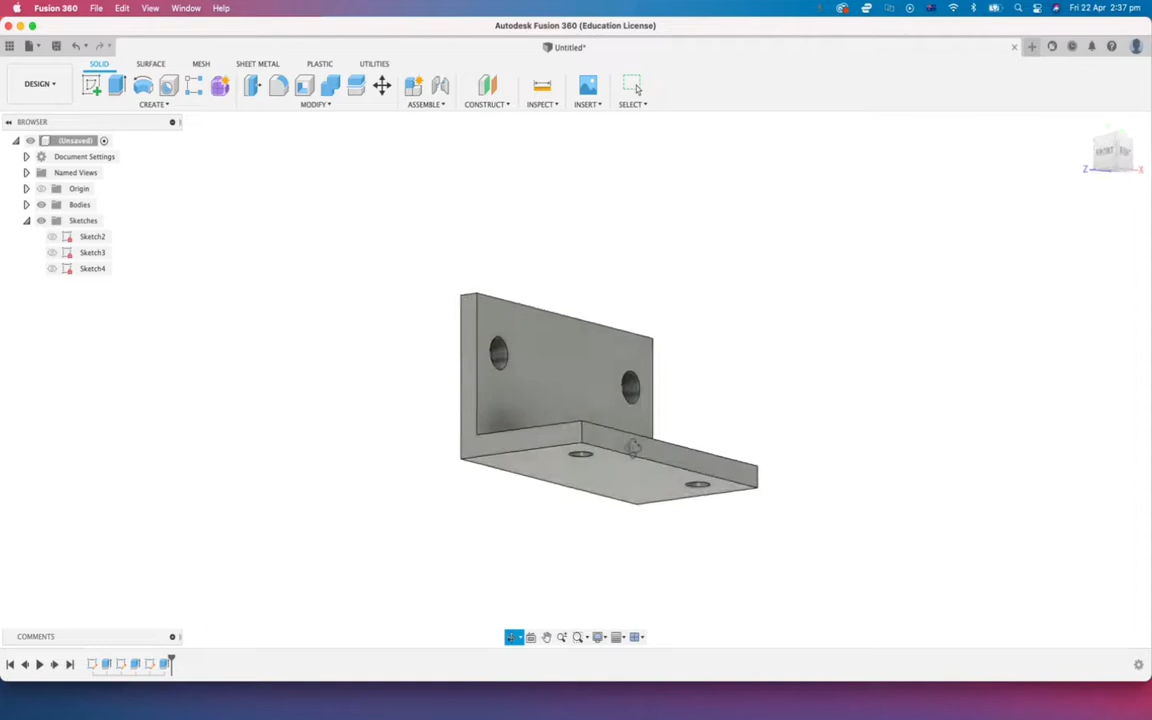 Fusion 360 File Edit View Window Help Fri 22 Apr 2:37 pm
Autodesk Fusion 360 (Education License)
Untitled*
SOLID SURFACE MESH SHEET METAL PLASTIC UTILITIES
DESIGN
CREATE MODIFY ASSEMBLE CONSTRUCT INSPECT INSERT SELECT
BROWSER
(Unsaved)
Document Settings
Named Views
Origin
Bodies
Sketches
Sketch2
Sketch3
Sketch4
FRONT
Z X
COMMENTS